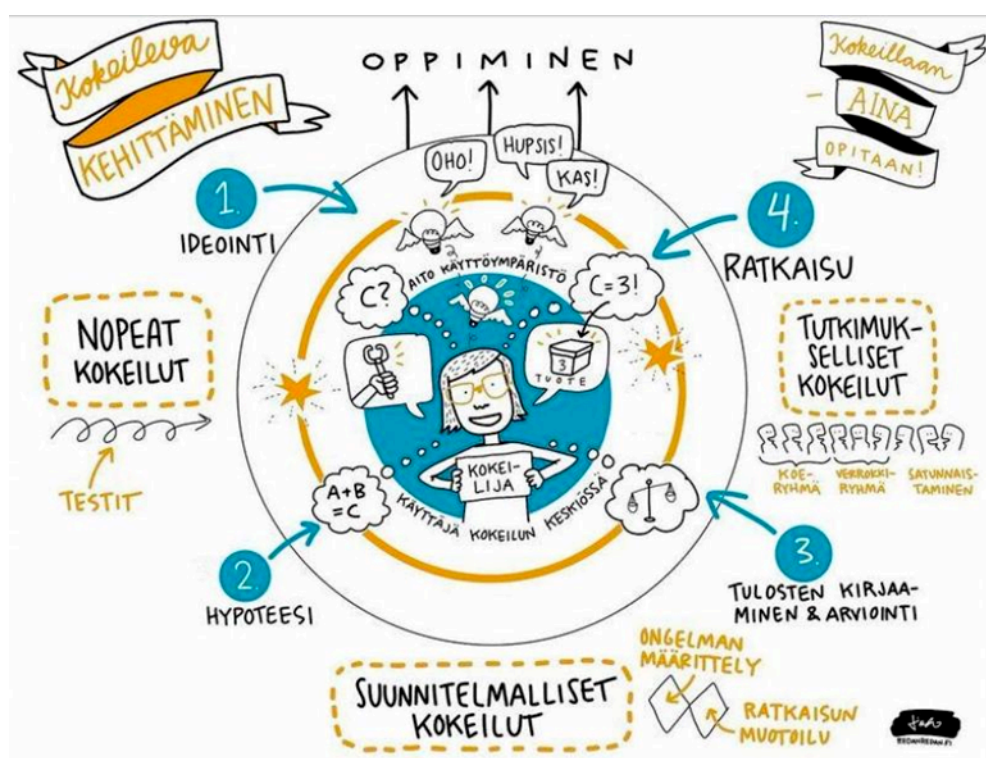 Kokeileva
KEHITTÄMINEN
OPPIMINEN
Kokeillaan
AINA
OPITAAN!
OHO!
HUPSIS!
KAS!
1.
IDEOINTI
4.
RATKAISU
AITO KÄYTTÖYMPÄRISTÖ
C?
C=3!
3
TUOTE
NOPEAT
KOKEILUT
TESTIT
TUTKIMUK-
SELLISET
KOKEILUT
KOE-
RYHMÄ
VERROKKI-
RYHMÄ
SATUNNAIS-
TAMINEN
KOKEI-
LIJA
A+B
=C
KÄYTTÄJÄ KOKEILUN KESKIÖSSÄ
2.
HYPOTEESI
3.
TULOSTEN KIRJAA-
MINEN & ARVIOINTI
SUUNNITELMALLISET
KOKEILUT
ONGELMAN
MÄÄRITTELY
RATKAISUN
MUOTOILU